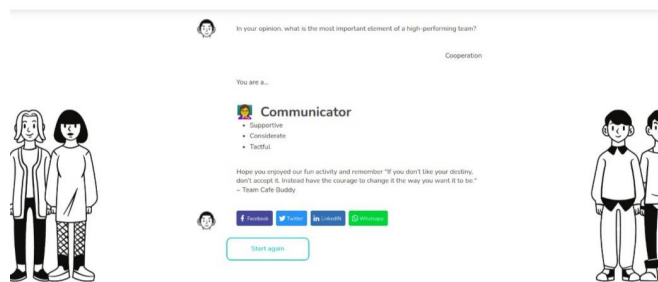 In your opinion, what is the most important element of a high-performing team?
Cooperation
You are a...
Communicator
• Supportive
• Considerate
• Tactful
Hope you enjoyed our fun activity and remember "If you don't like your destiny,
don't accept it. Instead have the courage to change it the way you want it to be."
– Team Cafe Buddy
Facebook Twitter LinkedIN Whatsapp
Start again